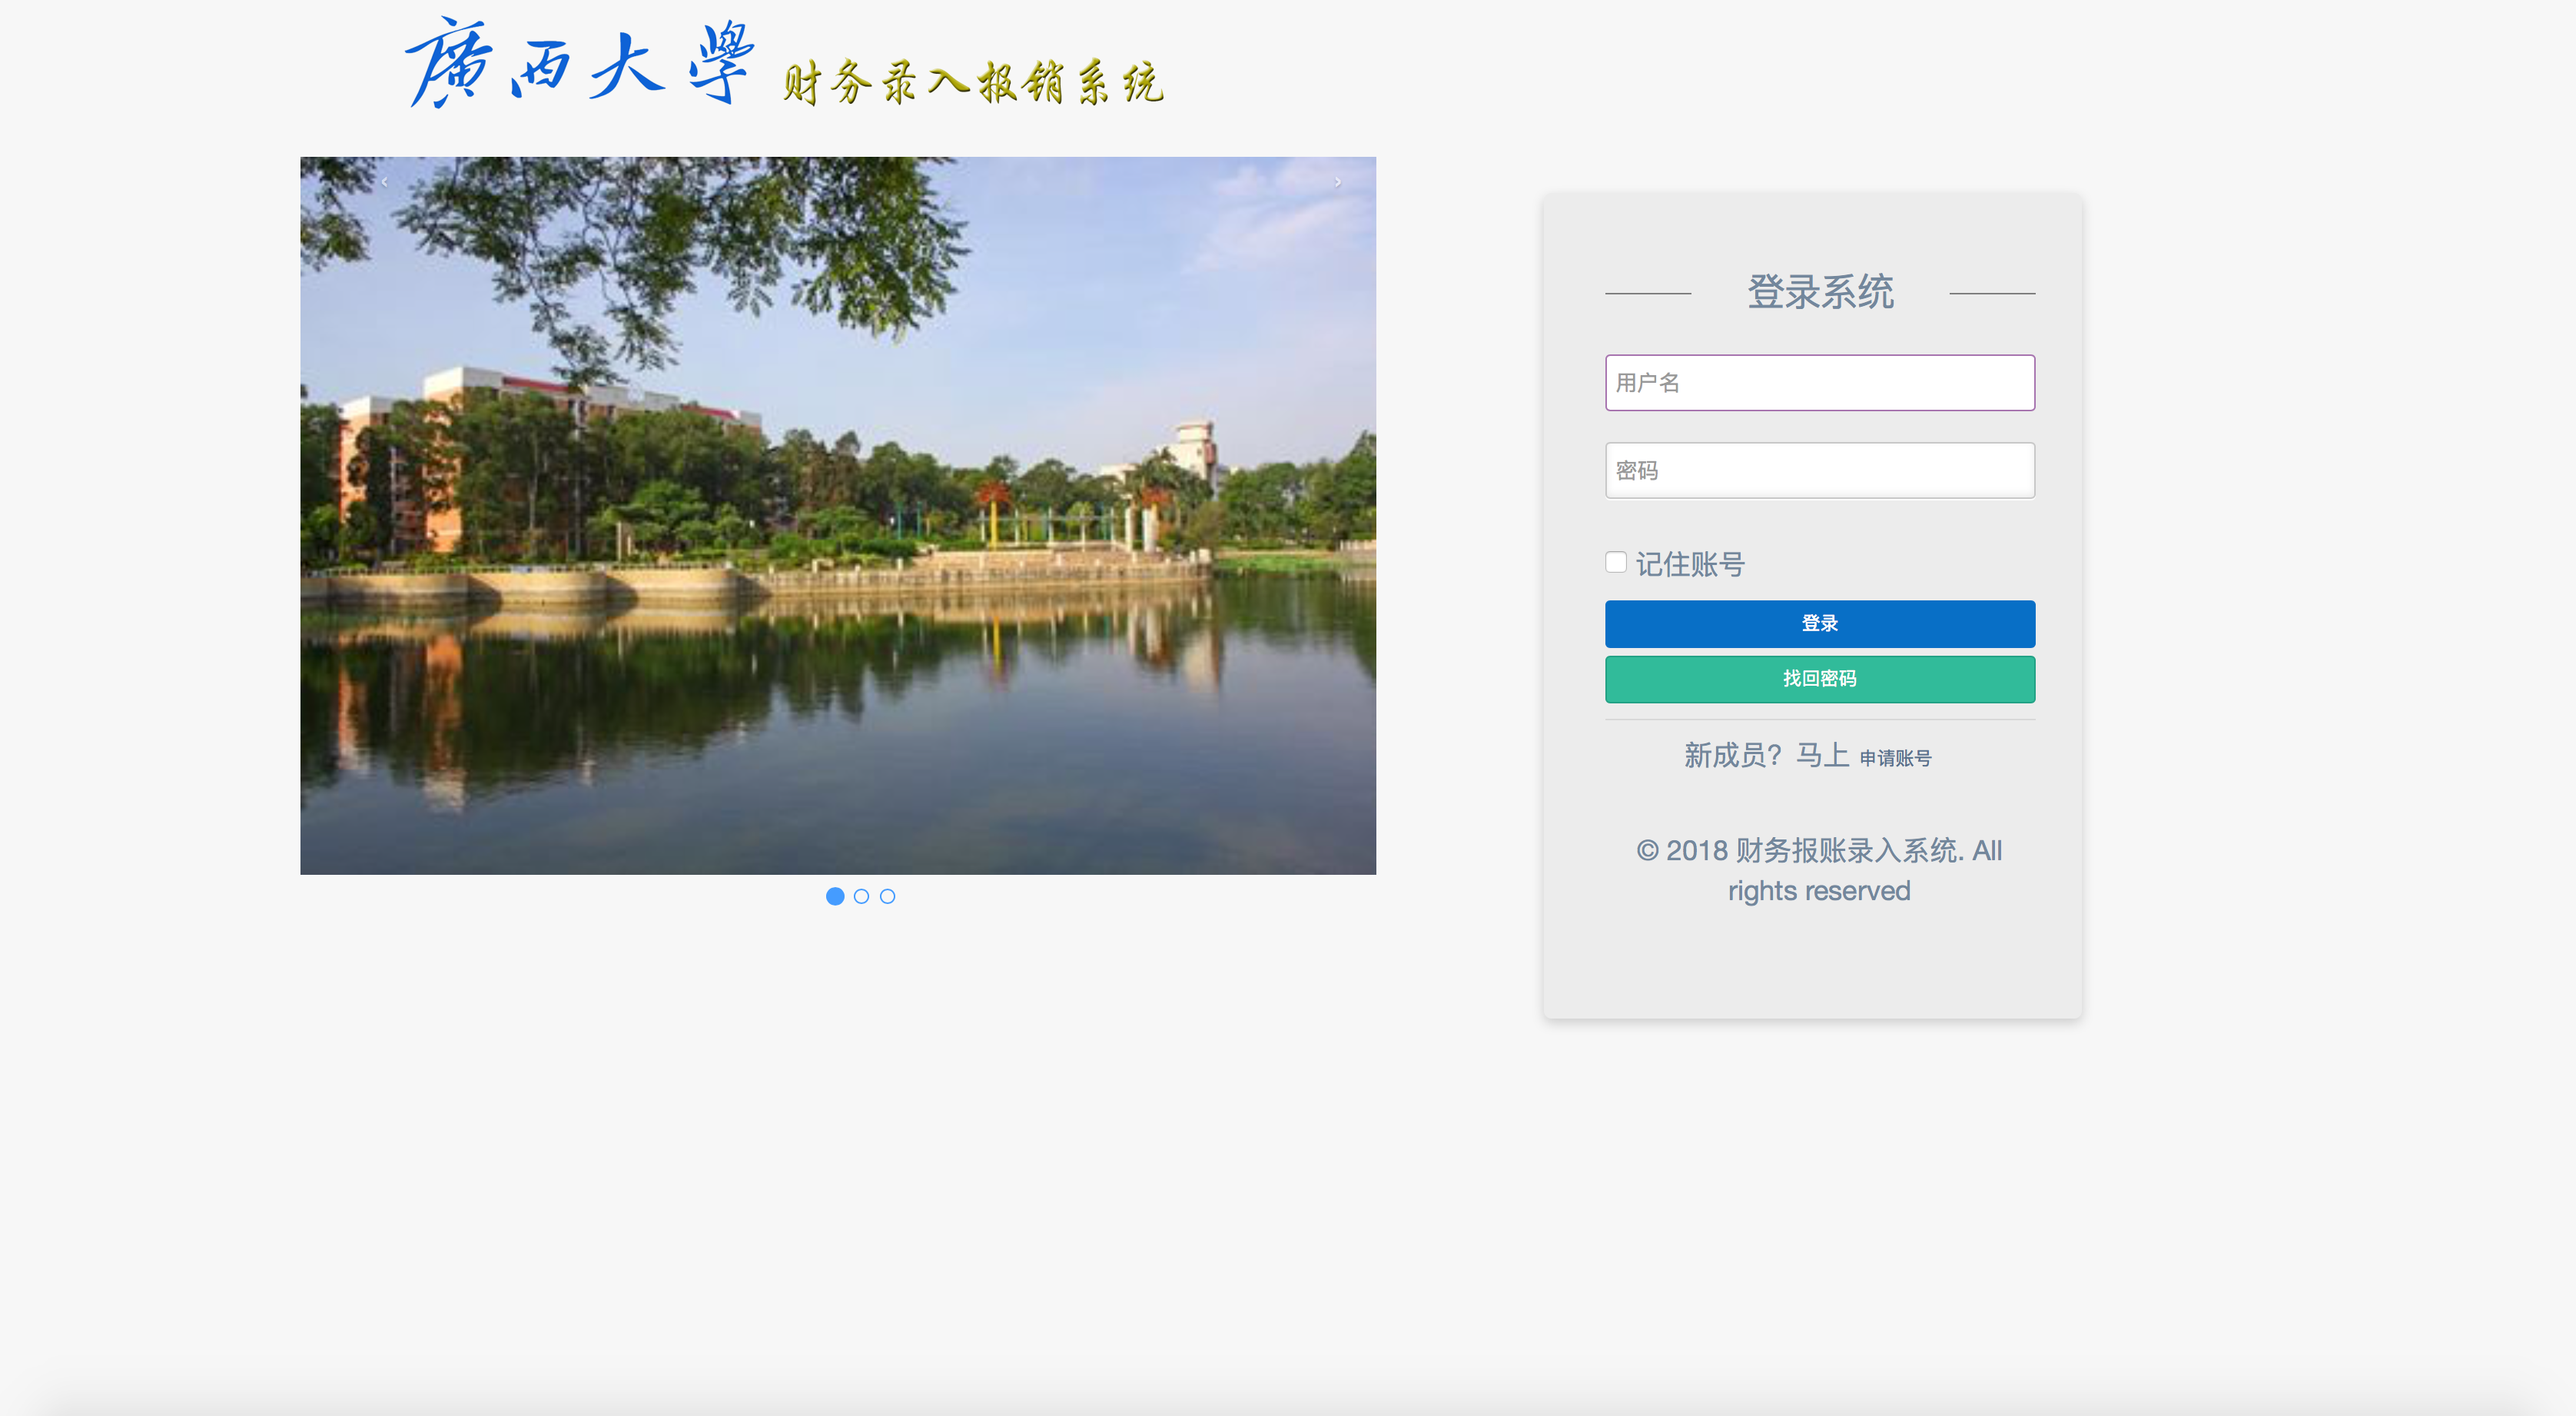 廣西大學 财务录入报销系统
登录系统
用户名
密码
记住账号
登录
找回密码
新成员？马上 申请账号
© 2018 财务报账录入系统. All
rights reserved